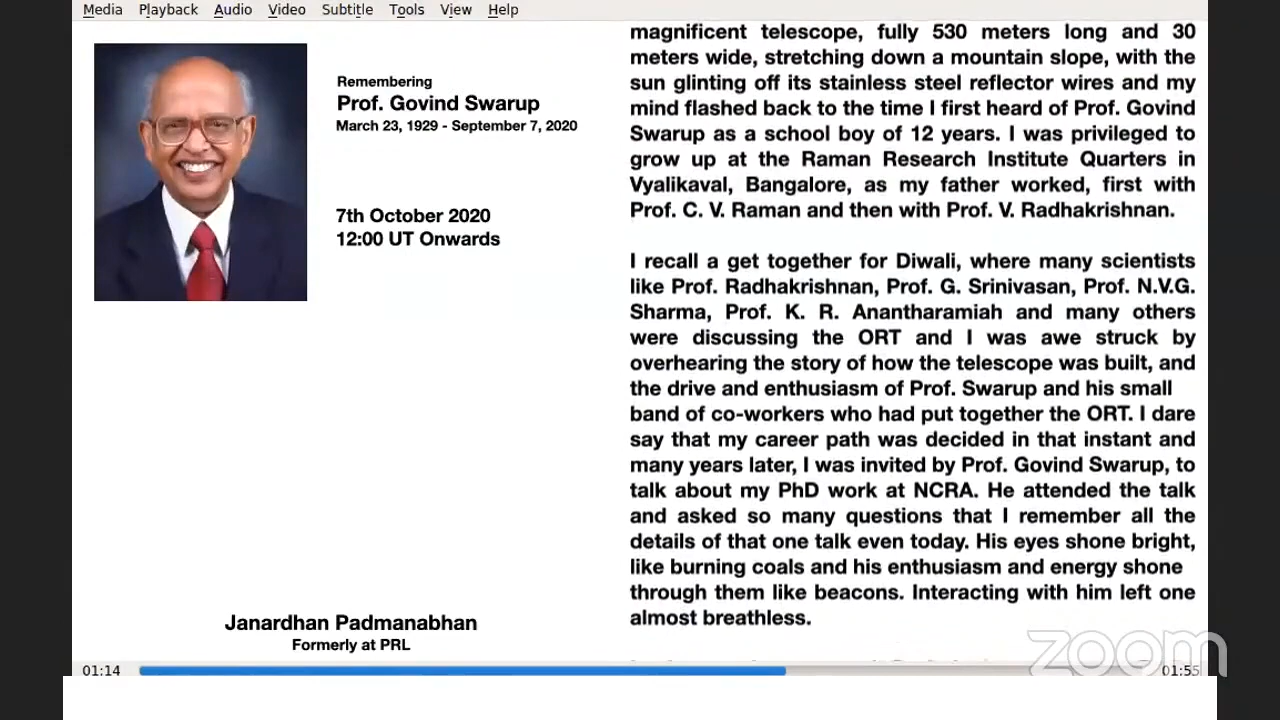 Media Playback Audio Video Subtitle Tools View Help
Remembering
Prof. Govind Swarup
March 23, 1929 - September 7, 2020
7th October 2020
12:00 UT Onwards
Janardhan Padmanabhan
Formerly at PRL
magnificent telescope, fully 530 meters long and 30
meters wide, stretching down a mountain slope, with the
sun glinting off its stainless steel reflector wires and my
mind flashed back to the time I first heard of Prof. Govind
Swarup as a school boy of 12 years. I was privileged to
grow up at the Raman Research Institute Quarters in
Vyalikaval, Bangalore, as my father worked, first with
Prof. C. V. Raman and then with Prof. V. Radhakrishnan.
I recall a get together for Diwali, where many scientists
like Prof. Radhakrishnan, Prof. G. Srinivasan, Prof. N.V.G.
Sharma, Prof. K. R. Anantharamiah and many others
were discussing the ORT and I was awe struck by
overhearing the story of how the telescope was built, and
the drive and enthusiasm of Prof. Swarup and his small
band of co-workers who had put together the ORT. I dare
say that my career path was decided in that instant and
many years later, I was invited by Prof. Govind Swarup, to
talk about my PhD work at NCRA. He attended the talk
and asked so many questions that I remember all the
details of that one talk even today. His eyes shone bright,
like burning coals and his enthusiasm and energy shone
through them like beacons. Interacting with him left one
almost breathless.
01:14
01:55
zoom